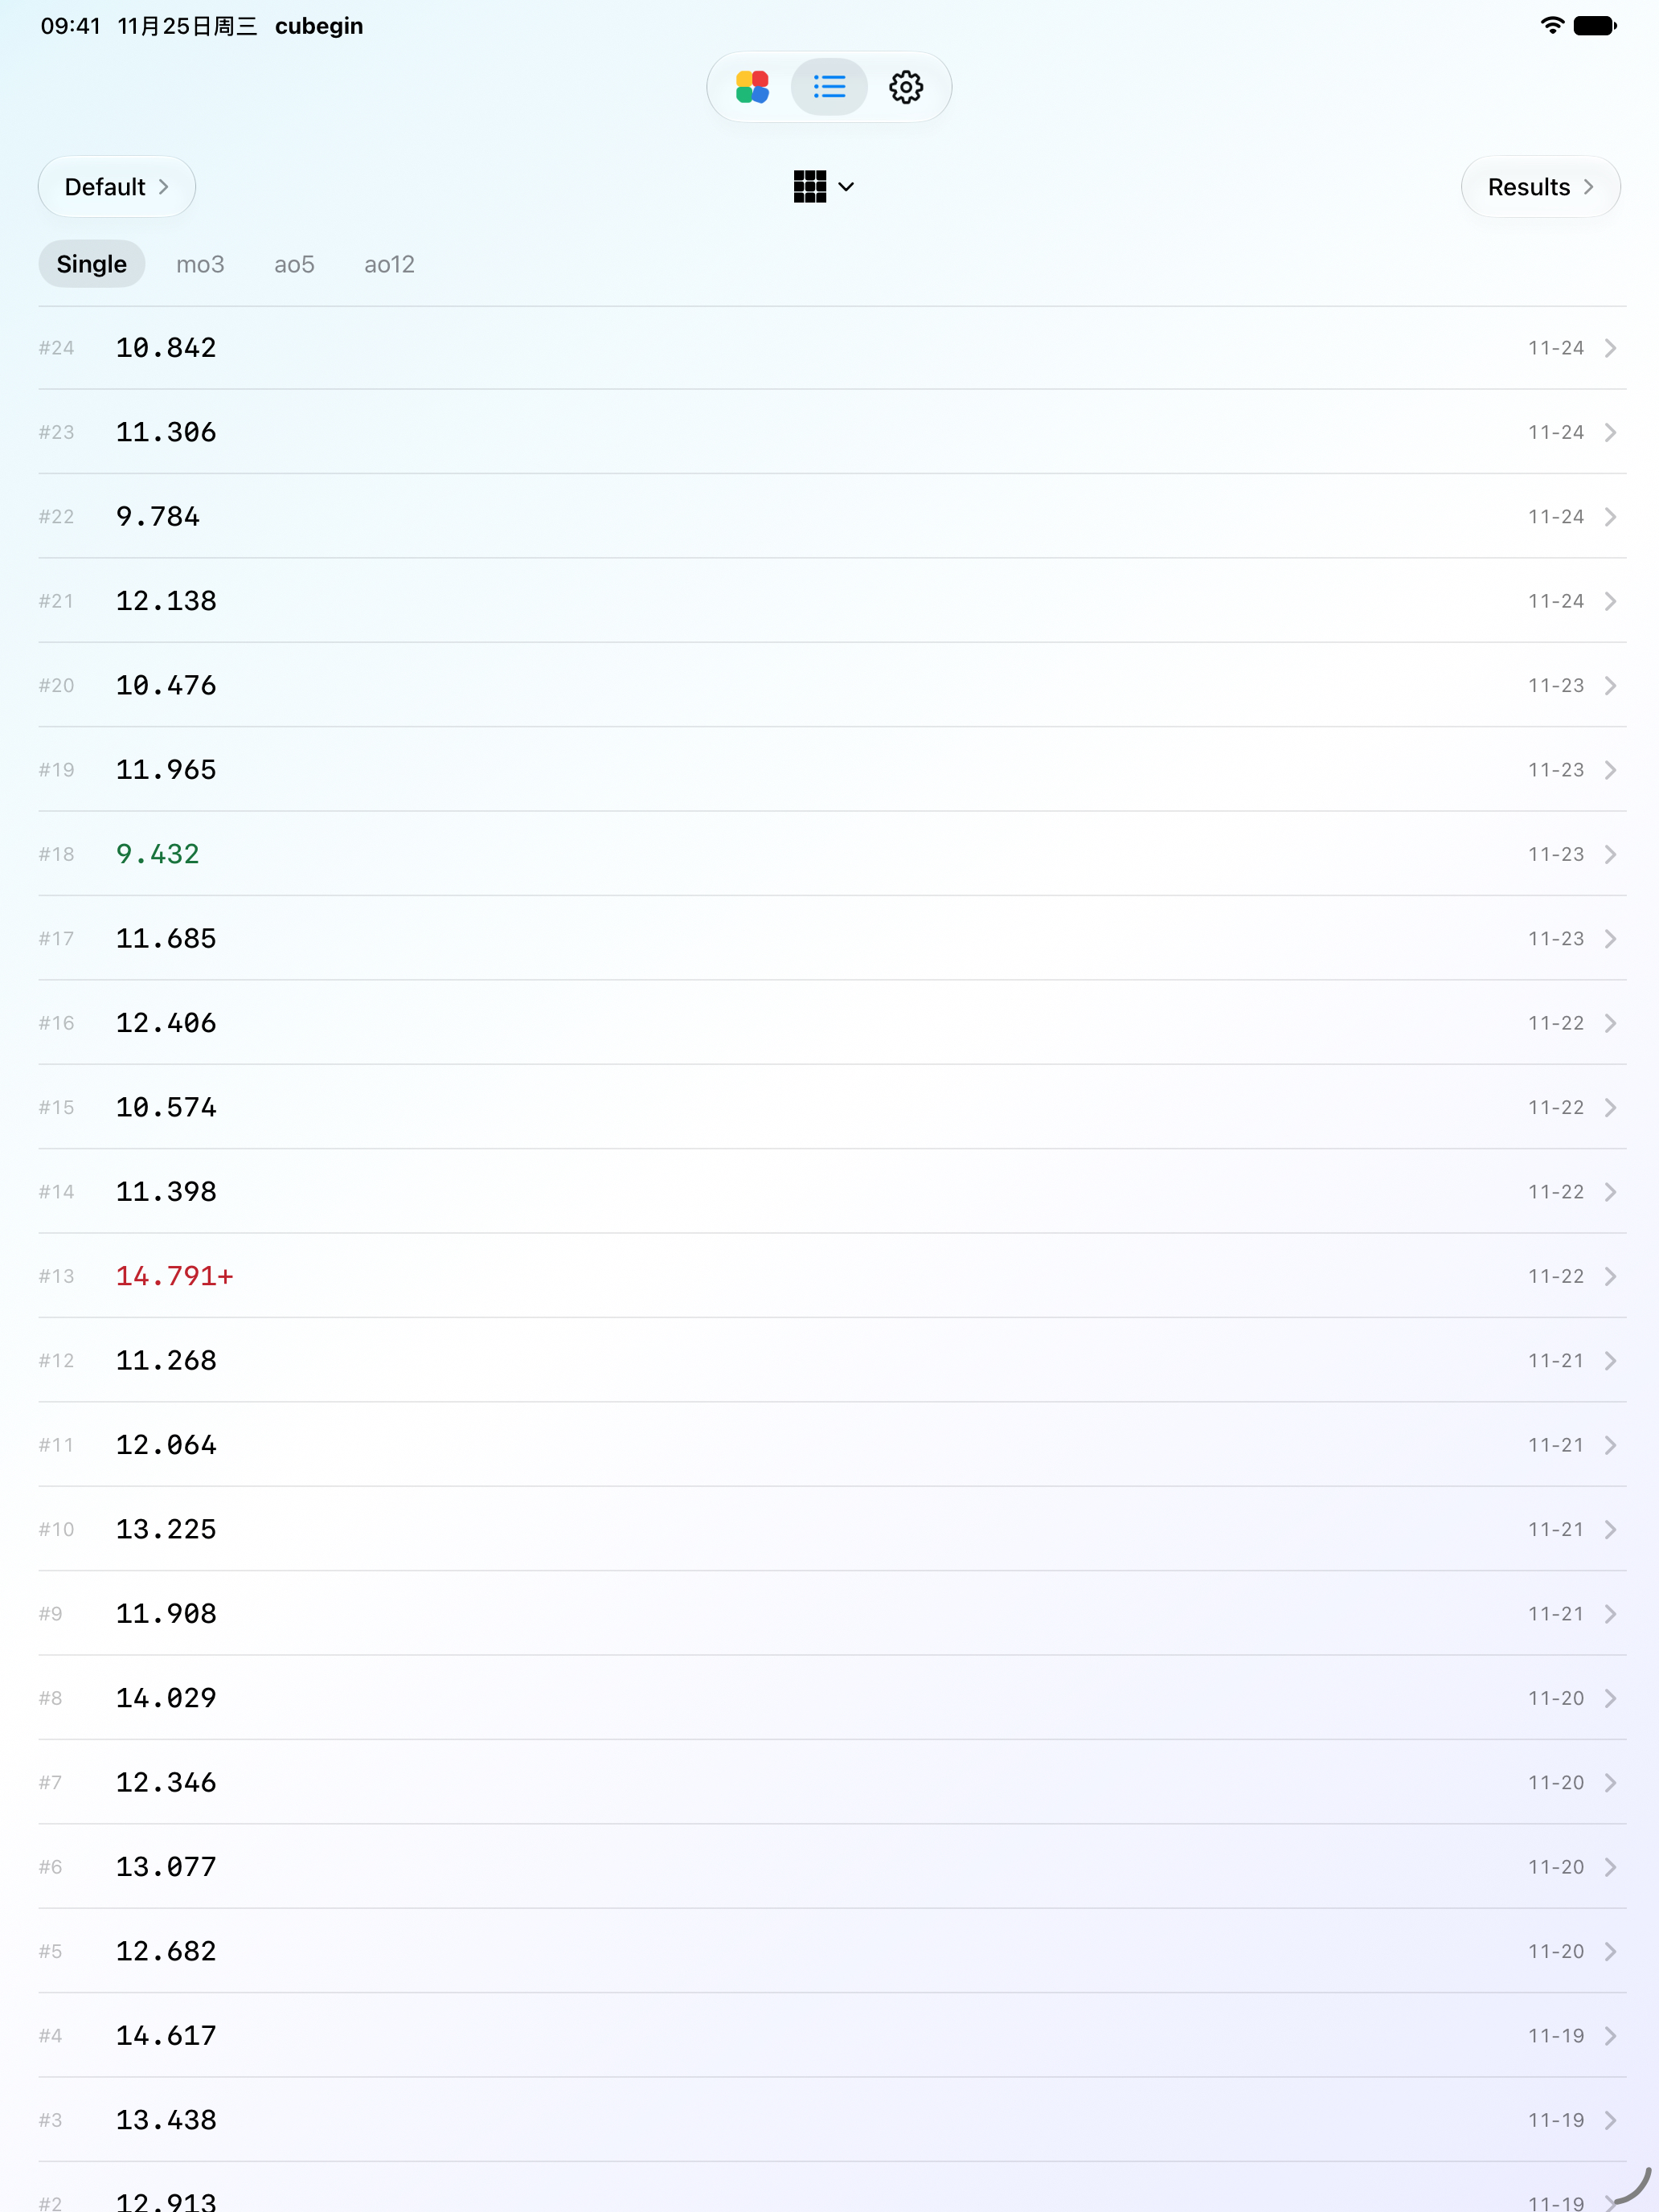 09:41 11月25日周三 cubegin
Default Results
Single mo3 ao5 ao12
#24 10.842 11-24
#23 11.306 11-24
#22 9.784 11-24
#21 12.138 11-24
#20 10.476 11-23
#19 11.965 11-23
#18 9.432 11-23
#17 11.685 11-23
#16 12.406 11-22
#15 10.574 11-22
#14 11.398 11-22
#13 14.791+ 11-22
#12 11.268 11-21
#11 12.064 11-21
#10 13.225 11-21
#9 11.908 11-21
#8 14.029 11-20
#7 12.346 11-20
#6 13.077 11-20
#5 12.682 11-20
#4 14.617 11-19
#3 13.438 11-19
#2 12.913 11-19